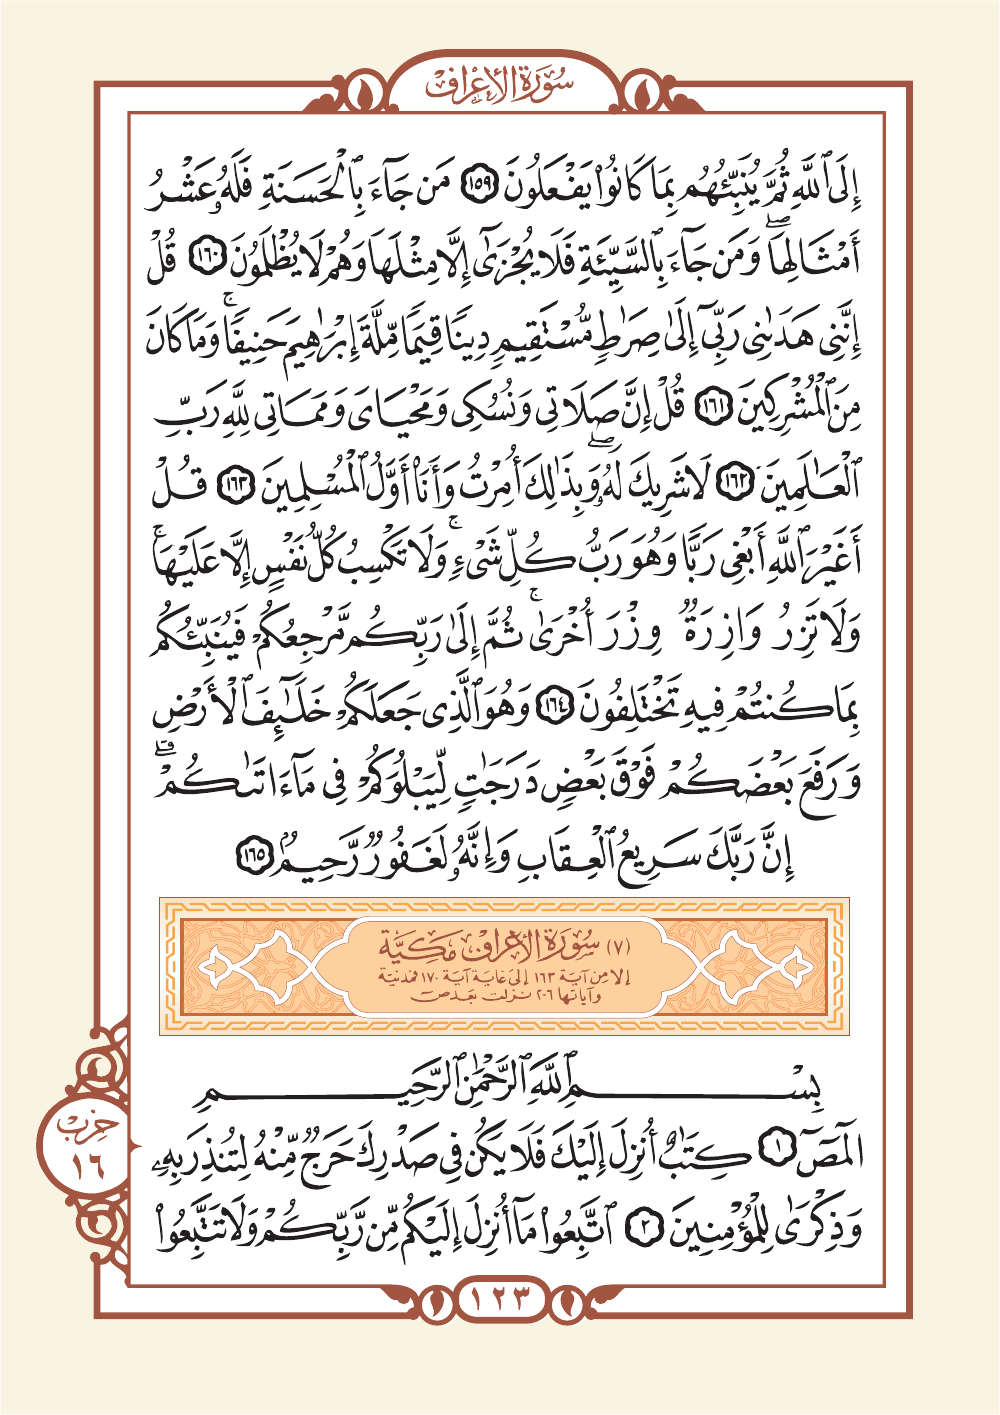 سُورَةُ الْأَعْرَافِ
إِلَى ٱللَّهِ ثُمَّ يُنَبِّئُهُم بِمَا كَانُوا۟ يَفْعَلُونَ ١٥٩ مَن جَآءَ بِٱلْحَسَنَةِ فَلَهُۥ عَشْرُ
أَمْثَالِهَا ۖ وَمَن جَآءَ بِٱلسَّيِّئَةِ فَلَا يُجْزَىٰٓ إِلَّا مِثْلَهَا وَهُمْ لَا يُظْلَمُونَ ١٦٠ قُلْ
إِنَّنِى هَدَىٰنِى رَبِّىٓ إِلَىٰ صِرَٰطٍ مُّسْتَقِيمٍ دِينًا قِيَمًا مِّلَّةَ إِبْرَٰهِيمَ حَنِيفًا ۚ وَمَا كَانَ
مِنَ ٱلْمُشْرِكِينَ ١٦١ قُلْ إِنَّ صَلَاتِى وَنُسُكِى وَمَحْيَاىَ وَمَمَاتِى لِلَّهِ رَبِّ
ٱلْعَٰلَمِينَ ١٦٢ لَا شَرِيكَ لَهُۥ ۖ وَبِذَٰلِكَ أُمِرْتُ وَأَنَا۠ أَوَّلُ ٱلْمُسْلِمِينَ ١٦٣ قُلْ
أَغَيْرَ ٱللَّهِ أَبْغِى رَبًّا وَهُوَ رَبُّ كُلِّ شَىْءٍ ۚ وَلَا تَكْسِبُ كُلُّ نَفْسٍ إِلَّا عَلَيْهَا ۚ
وَلَا تَزِرُ وَازِرَةٌ وِزْرَ أُخْرَىٰ ۚ ثُمَّ إِلَىٰ رَبِّكُم مَّرْجِعُكُمْ فَيُنَبِّئُكُم
بِمَا كُنتُمْ فِيهِ تَخْتَلِفُونَ ١٦٤ وَهُوَ ٱلَّذِى جَعَلَكُمْ خَلَٰٓئِفَ ٱلْأَرْضِ
وَرَفَعَ بَعْضَكُمْ فَوْقَ بَعْضٍ دَرَجَٰتٍ لِّيَبْلُوَكُمْ فِى مَآ ءَاتَىٰكُمْ ۗ
إِنَّ رَبَّكَ سَرِيعُ ٱلْعِقَابِ وَإِنَّهُۥ لَغَفُورٌ رَّحِيمٌ ١٦٥
(٧) سُورَةُ الْأَعْرَافِ مَكِّيَّة
إلا من آية ١٦٣ إلى غاية آية ١٧٠ فمدنية
وآياتها ٢٠٦ نزلت بعد ص
بِسْمِ ٱللَّهِ ٱلرَّحْمَٰنِ ٱلرَّحِيمِ
الٓمٓصٓ ١ كِتَٰبٌ أُنزِلَ إِلَيْكَ فَلَا يَكُن فِى صَدْرِكَ حَرَجٌ مِّنْهُ لِتُنذِرَ بِهِۦ
حِزْب
١٦
وَذِكْرَىٰ لِلْمُؤْمِنِينَ ٢ ٱتَّبِعُوا۟ مَآ أُنزِلَ إِلَيْكُم مِّن رَّبِّكُمْ وَلَا تَتَّبِعُوا۟
١٢٣